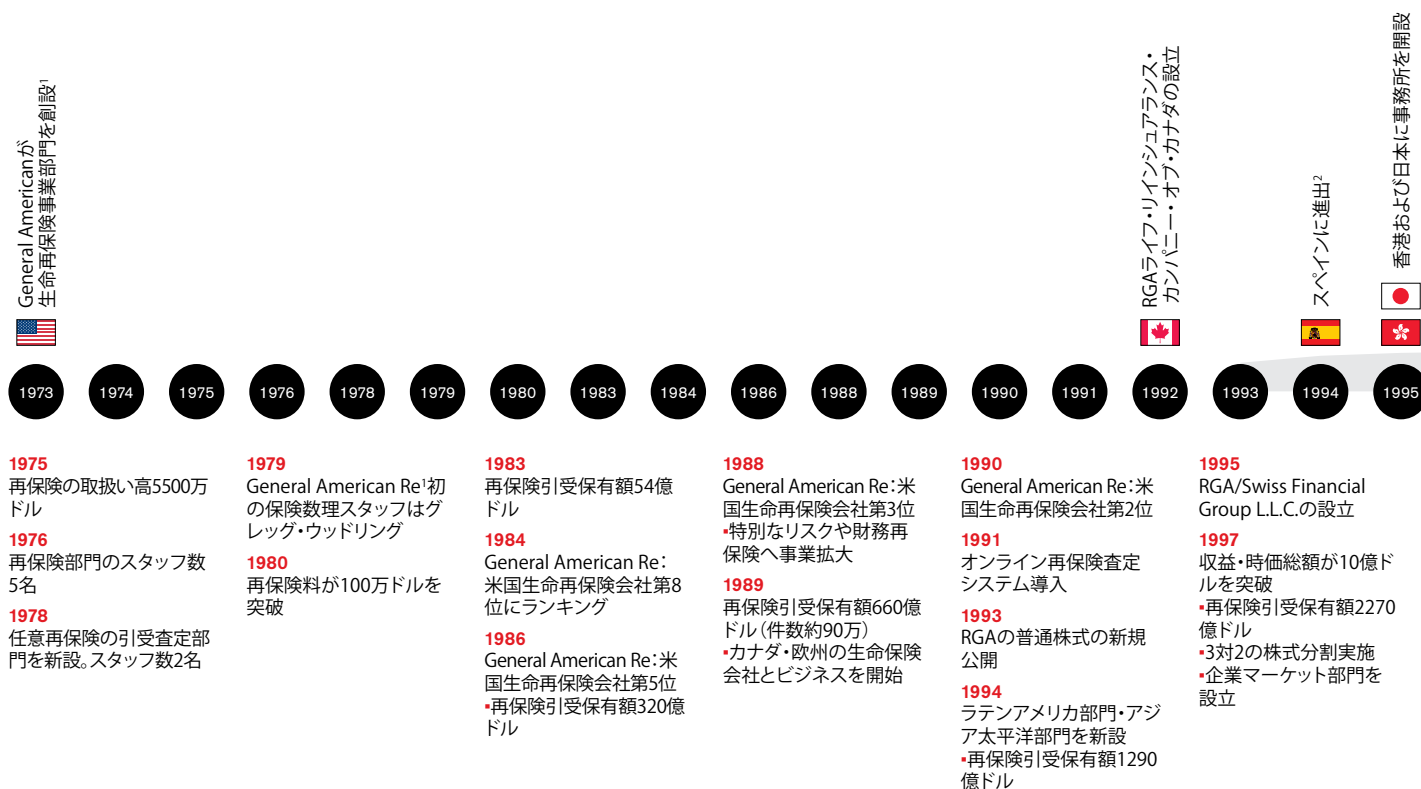 General Americanが
生命再保険事業部門を創設¹
RGAライフ・リインシュアランス・
カンパニー・オブ・カナダの設立
スペインに進出²
香港および日本に事務所を開設
1973
1974
1975
1976
1978
1979
1980
1983
1984
1986
1988
1989
1990
1991
1992
1993
1994
1995
1975
再保険の取扱い高5500万
ドル
1976
再保険部門のスタッフ数
5名
1978
任意再保険の引受査定部
門を新設。スタッフ数2名
1979
General American Re¹初
の保険数理スタッフはグ
レッグ・ウッドリング
1980
再保険料が100万ドルを
突破
1983
再保険引受保有額54億
ドル
1984
General American Re：
米国生命再保険会社第8
位にランキング
1986
General American Re：米
国生命再保険会社第5位
▪再保険引受保有額320億
ドル
1988
General American Re：米
国生命再保険会社第3位
▪特別なリスクや財務再
保険へ事業拡大
1989
再保険引受保有額660億
ドル（件数約90万）
▪カナダ・欧州の生命保険
会社とビジネスを開始
1990
General American Re：米
国生命再保険会社第2位
1991
オンライン再保険査定
システム導入
1993
RGAの普通株式の新規
公開
1994
ラテンアメリカ部門・アジ
ア太平洋部門を新設
▪再保険引受保有額1290
億ドル
1995
RGA/Swiss Financial
Group L.L.C.の設立
1997
収益・時価総額が10億ド
ルを突破
▪再保険引受保有額2270
億ドル
▪3対2の株式分割実施
▪企業マーケット部門を
設立